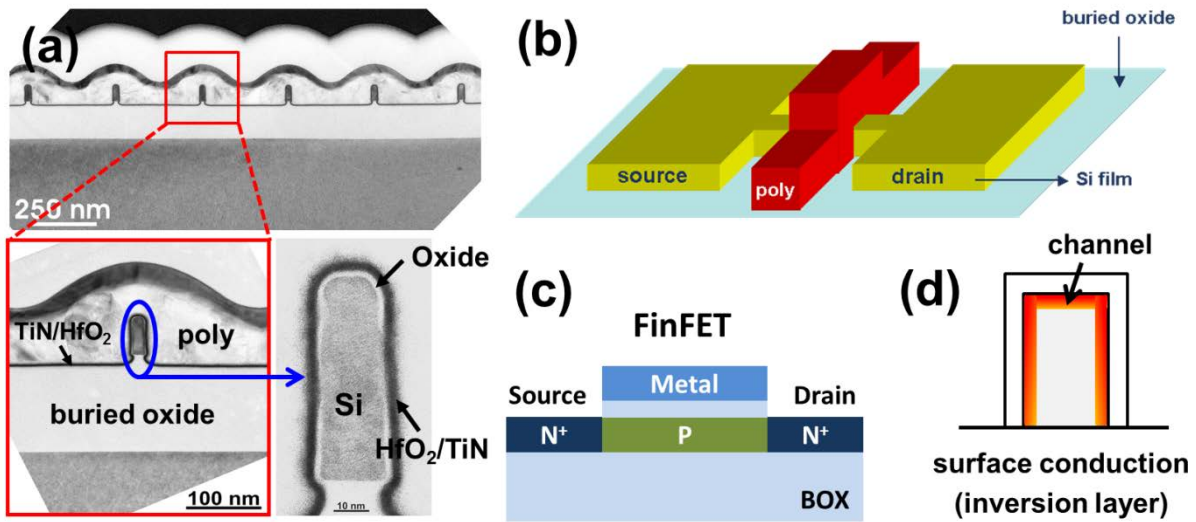 (a)
250 nm
TiN/HfO₂
poly
buried oxide
100 nm
Oxide
Si
HfO₂/TiN
10 nm
(b)
buried oxide
source
poly
drain
Si film
(c)
FinFET
Source
Metal
Drain
N⁺
P
N⁺
BOX
(d)
channel
surface conduction
(inversion layer)